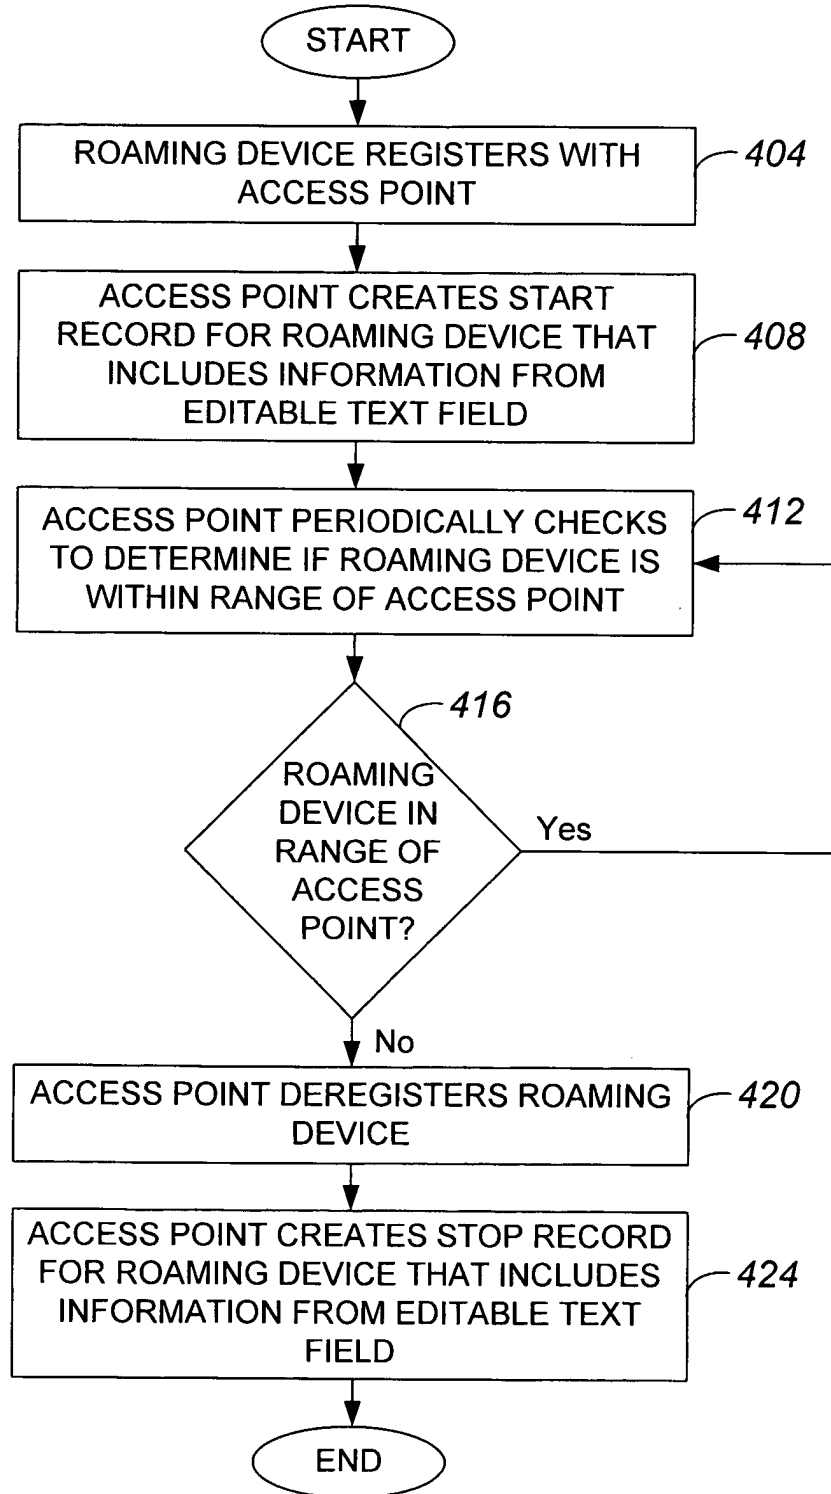 START
ROAMING DEVICE REGISTERS WITH
ACCESS POINT
404
ACCESS POINT CREATES START
RECORD FOR ROAMING DEVICE THAT
INCLUDES INFORMATION FROM
EDITABLE TEXT FIELD
408
ACCESS POINT PERIODICALLY CHECKS
TO DETERMINE IF ROAMING DEVICE IS
WITHIN RANGE OF ACCESS POINT
412
416
ROAMING
DEVICE IN
RANGE OF
ACCESS
POINT?
Yes
No
ACCESS POINT DEREGISTERS ROAMING
DEVICE
420
ACCESS POINT CREATES STOP RECORD
FOR ROAMING DEVICE THAT INCLUDES
INFORMATION FROM EDITABLE TEXT
FIELD
424
END